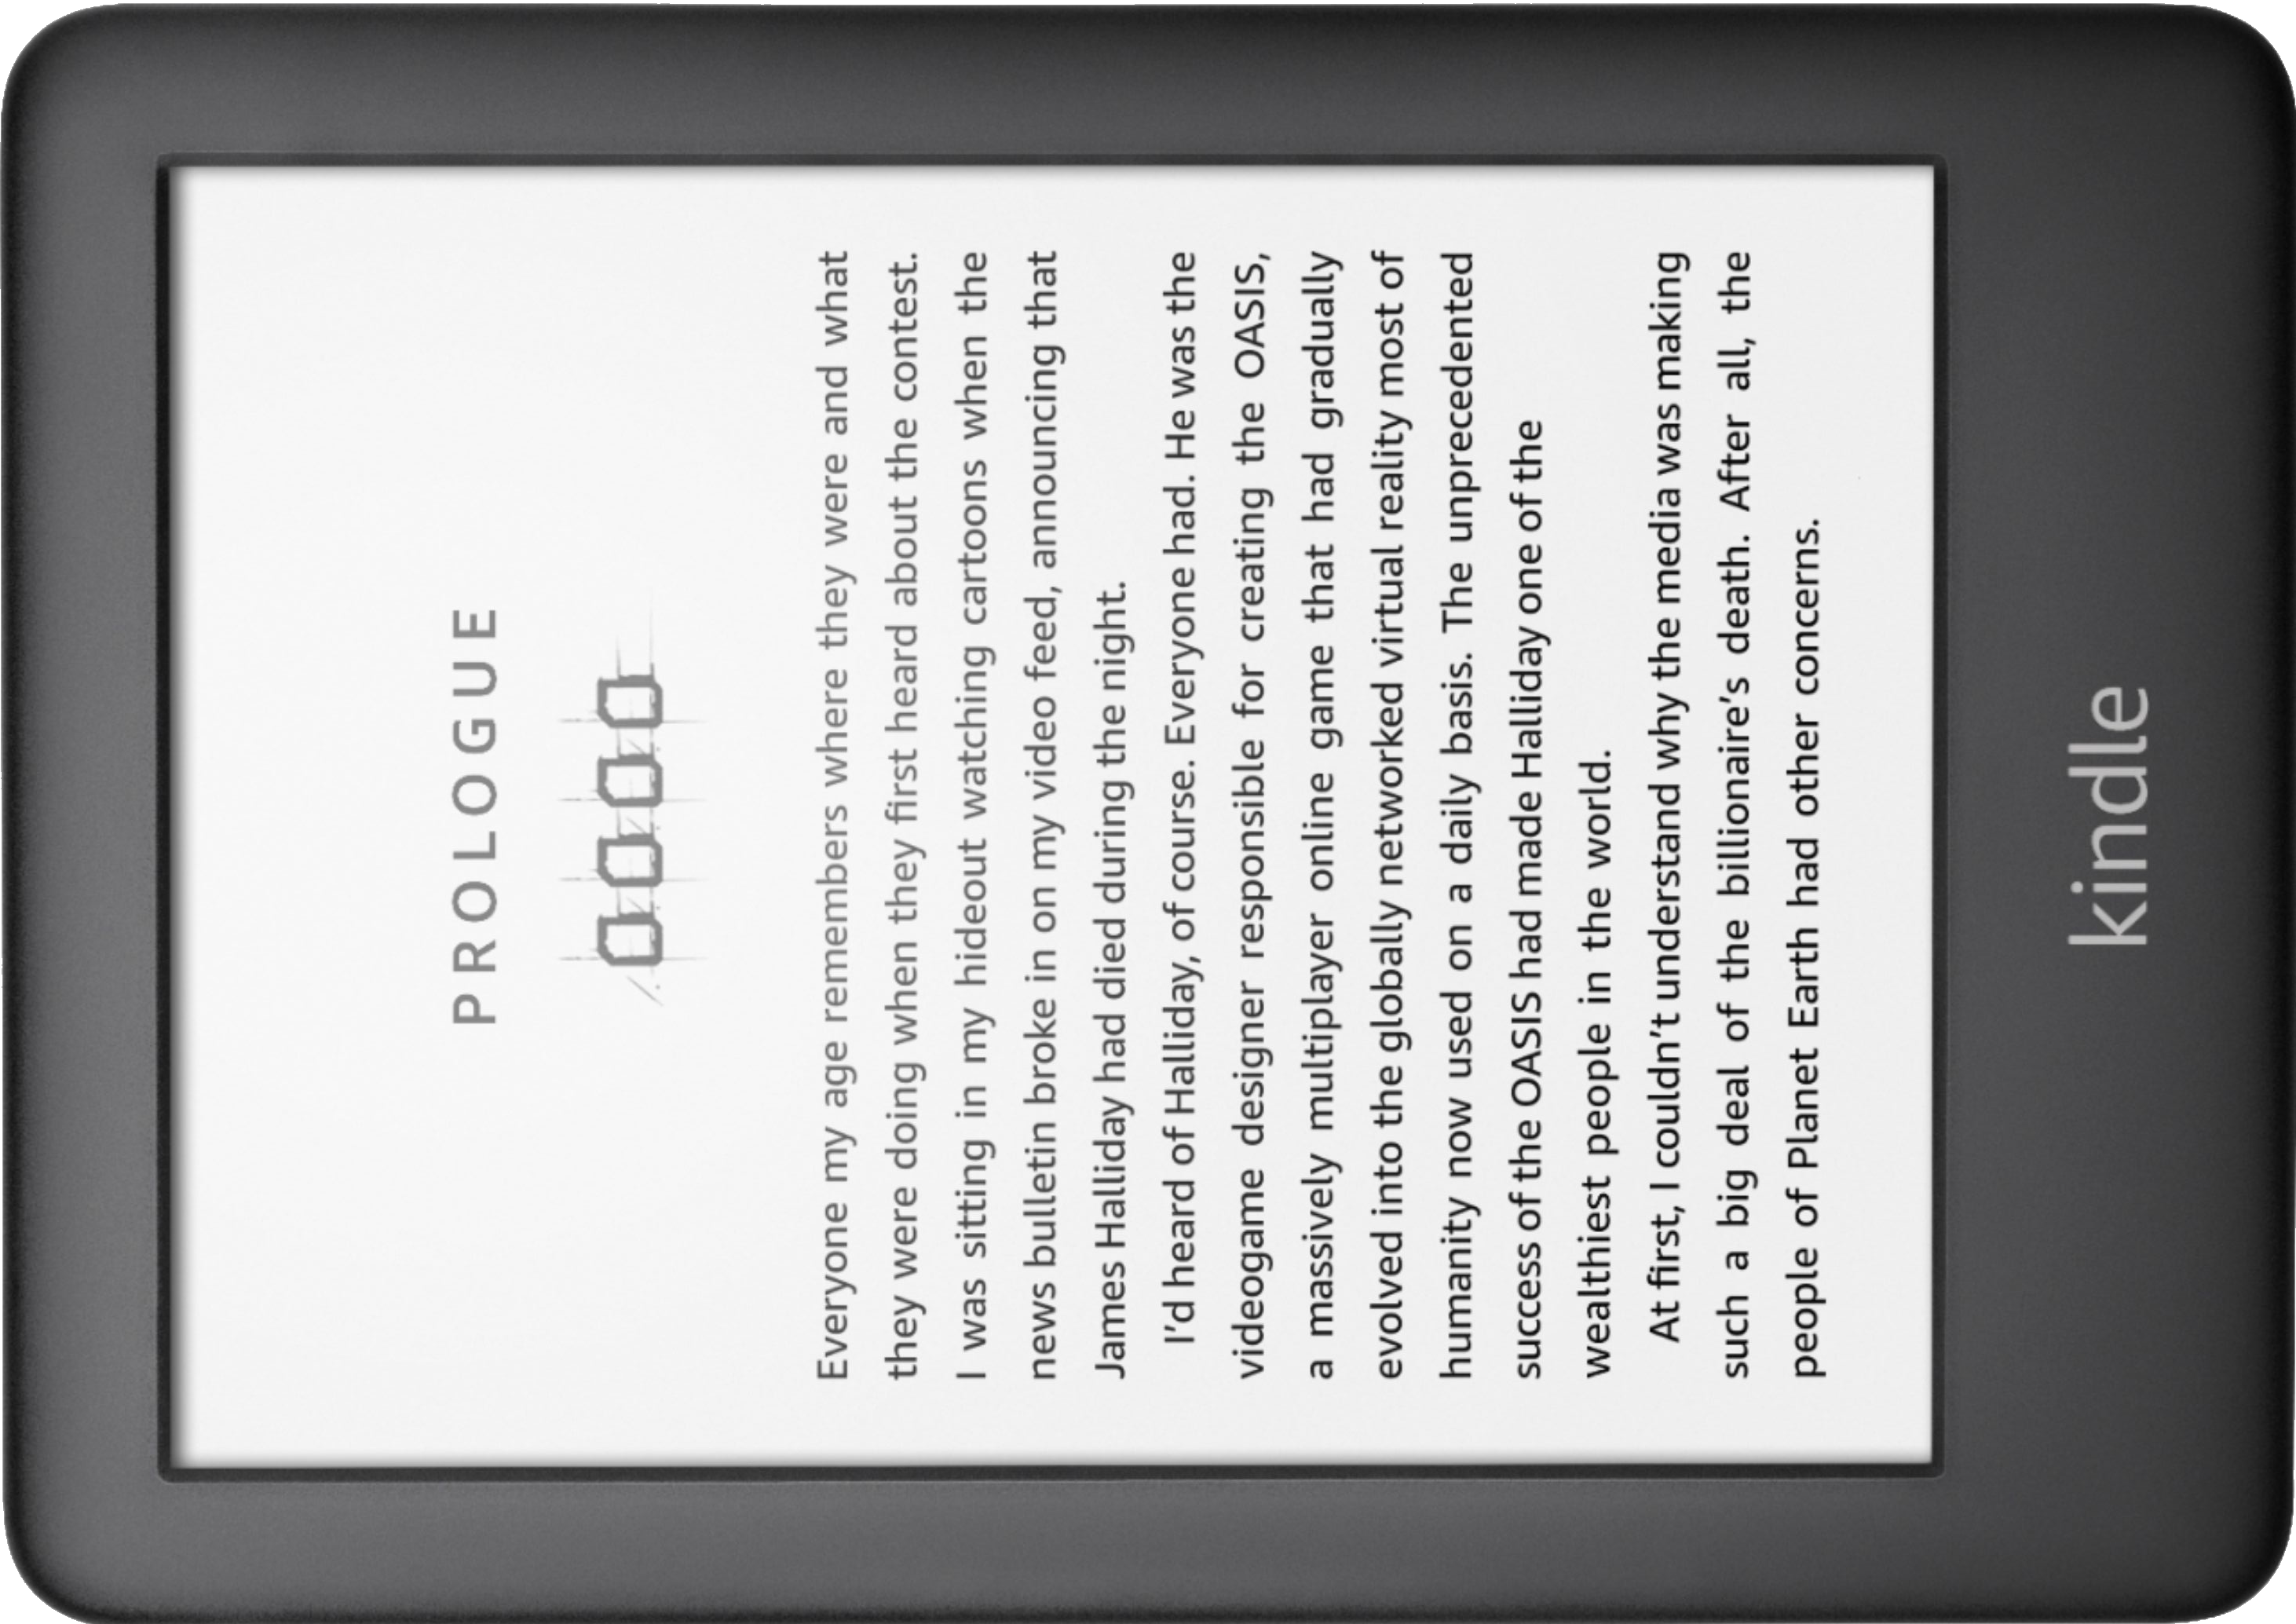 PROLOGUE
0000
Everyone my age remembers where they were and what
they were doing when they first heard about the contest.
I was sitting in my hideout watching cartoons when the
news bulletin broke in on my video feed, announcing that
James Halliday had died during the night.
I’d heard of Halliday, of course. Everyone had. He was the
videogame designer responsible for creating the OASIS,
a massively multiplayer online game that had gradually
evolved into the globally networked virtual reality most of
humanity now used on a daily basis. The unprecedented
success of the OASIS had made Halliday one of the
wealthiest people in the world.
At first, I couldn’t understand why the media was making
such a big deal of the billionaire’s death. After all, the
people of Planet Earth had other concerns.
kindle